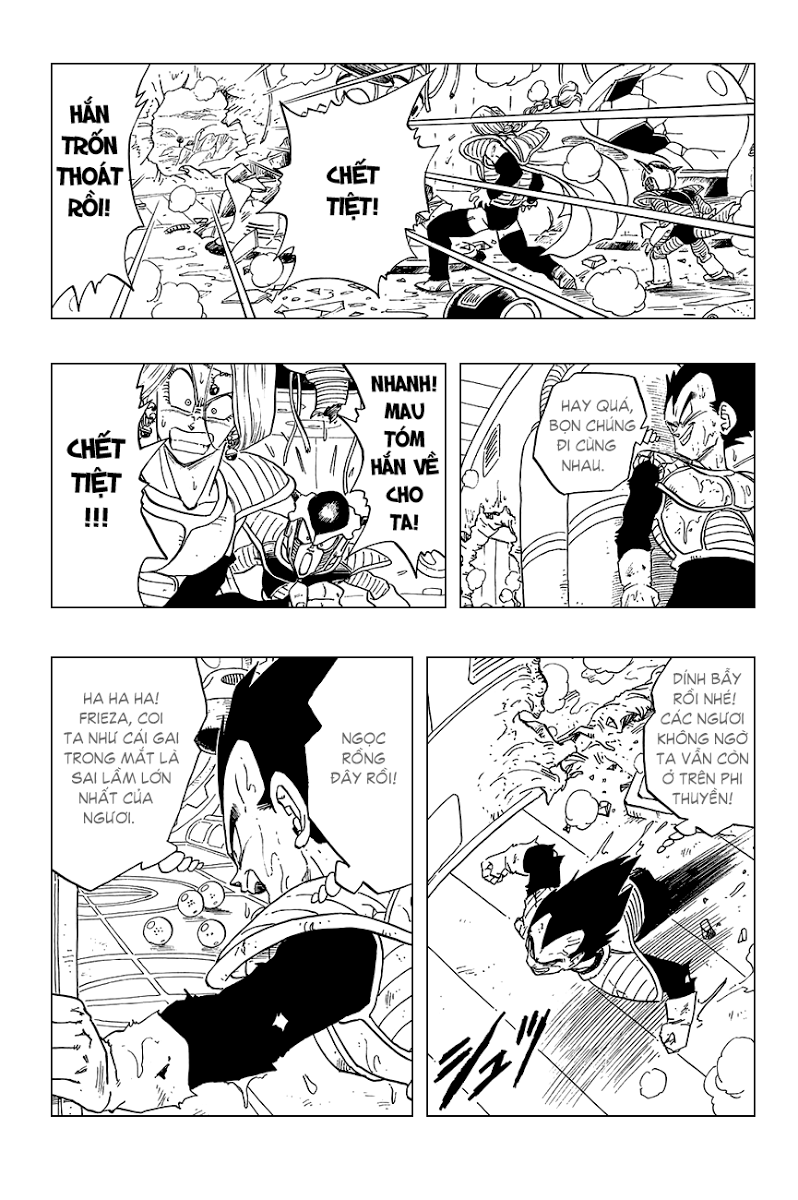 CHẾT
TIỆT!
HẮN
TRỐN
THOÁT
RỒI!
HAY QUÁ,
BỌN CHÚNG
ĐI CÙNG
NHAU.
NHANH!
MAU
TÓM
HẮN VỀ
CHO
TA!
CHẾT
TIỆT
!!!
DÍNH BẪY
RỒI NHÉ!
CÁC NGƯƠI
KHÔNG NGỜ
TA VẪN CÒN
Ở TRÊN PHI
THUYỀN!
シュッ
NGỌC
RỒNG
ĐÂY RỒI!
HA HA HA!
FRIEZA, COI
TA NHƯ CÁI GAI
TRONG MẮT LÀ
SAI LẦM LỚN
NHẤT CỦA
NGƯƠI.